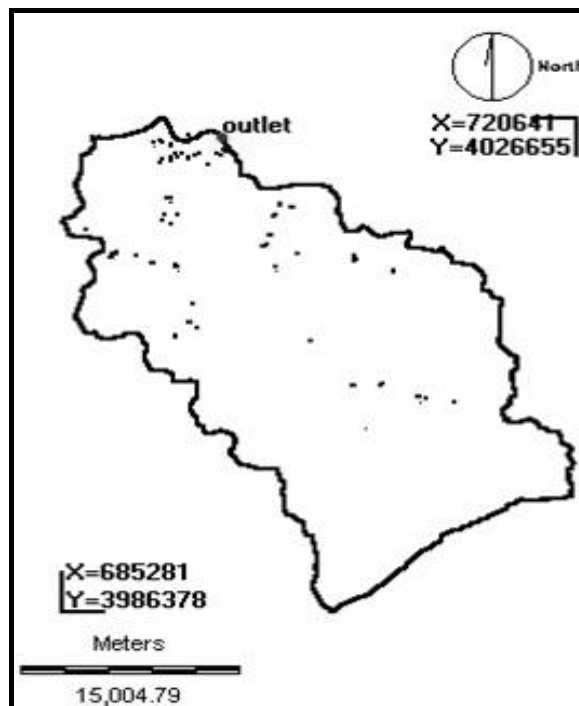 North
outlet
X=720641
Y=4026655
X=685281
Y=3986378
Meters
15,004.79